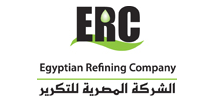 ERC
Egyptian Refining Company
الشركة المصرية للتكرير